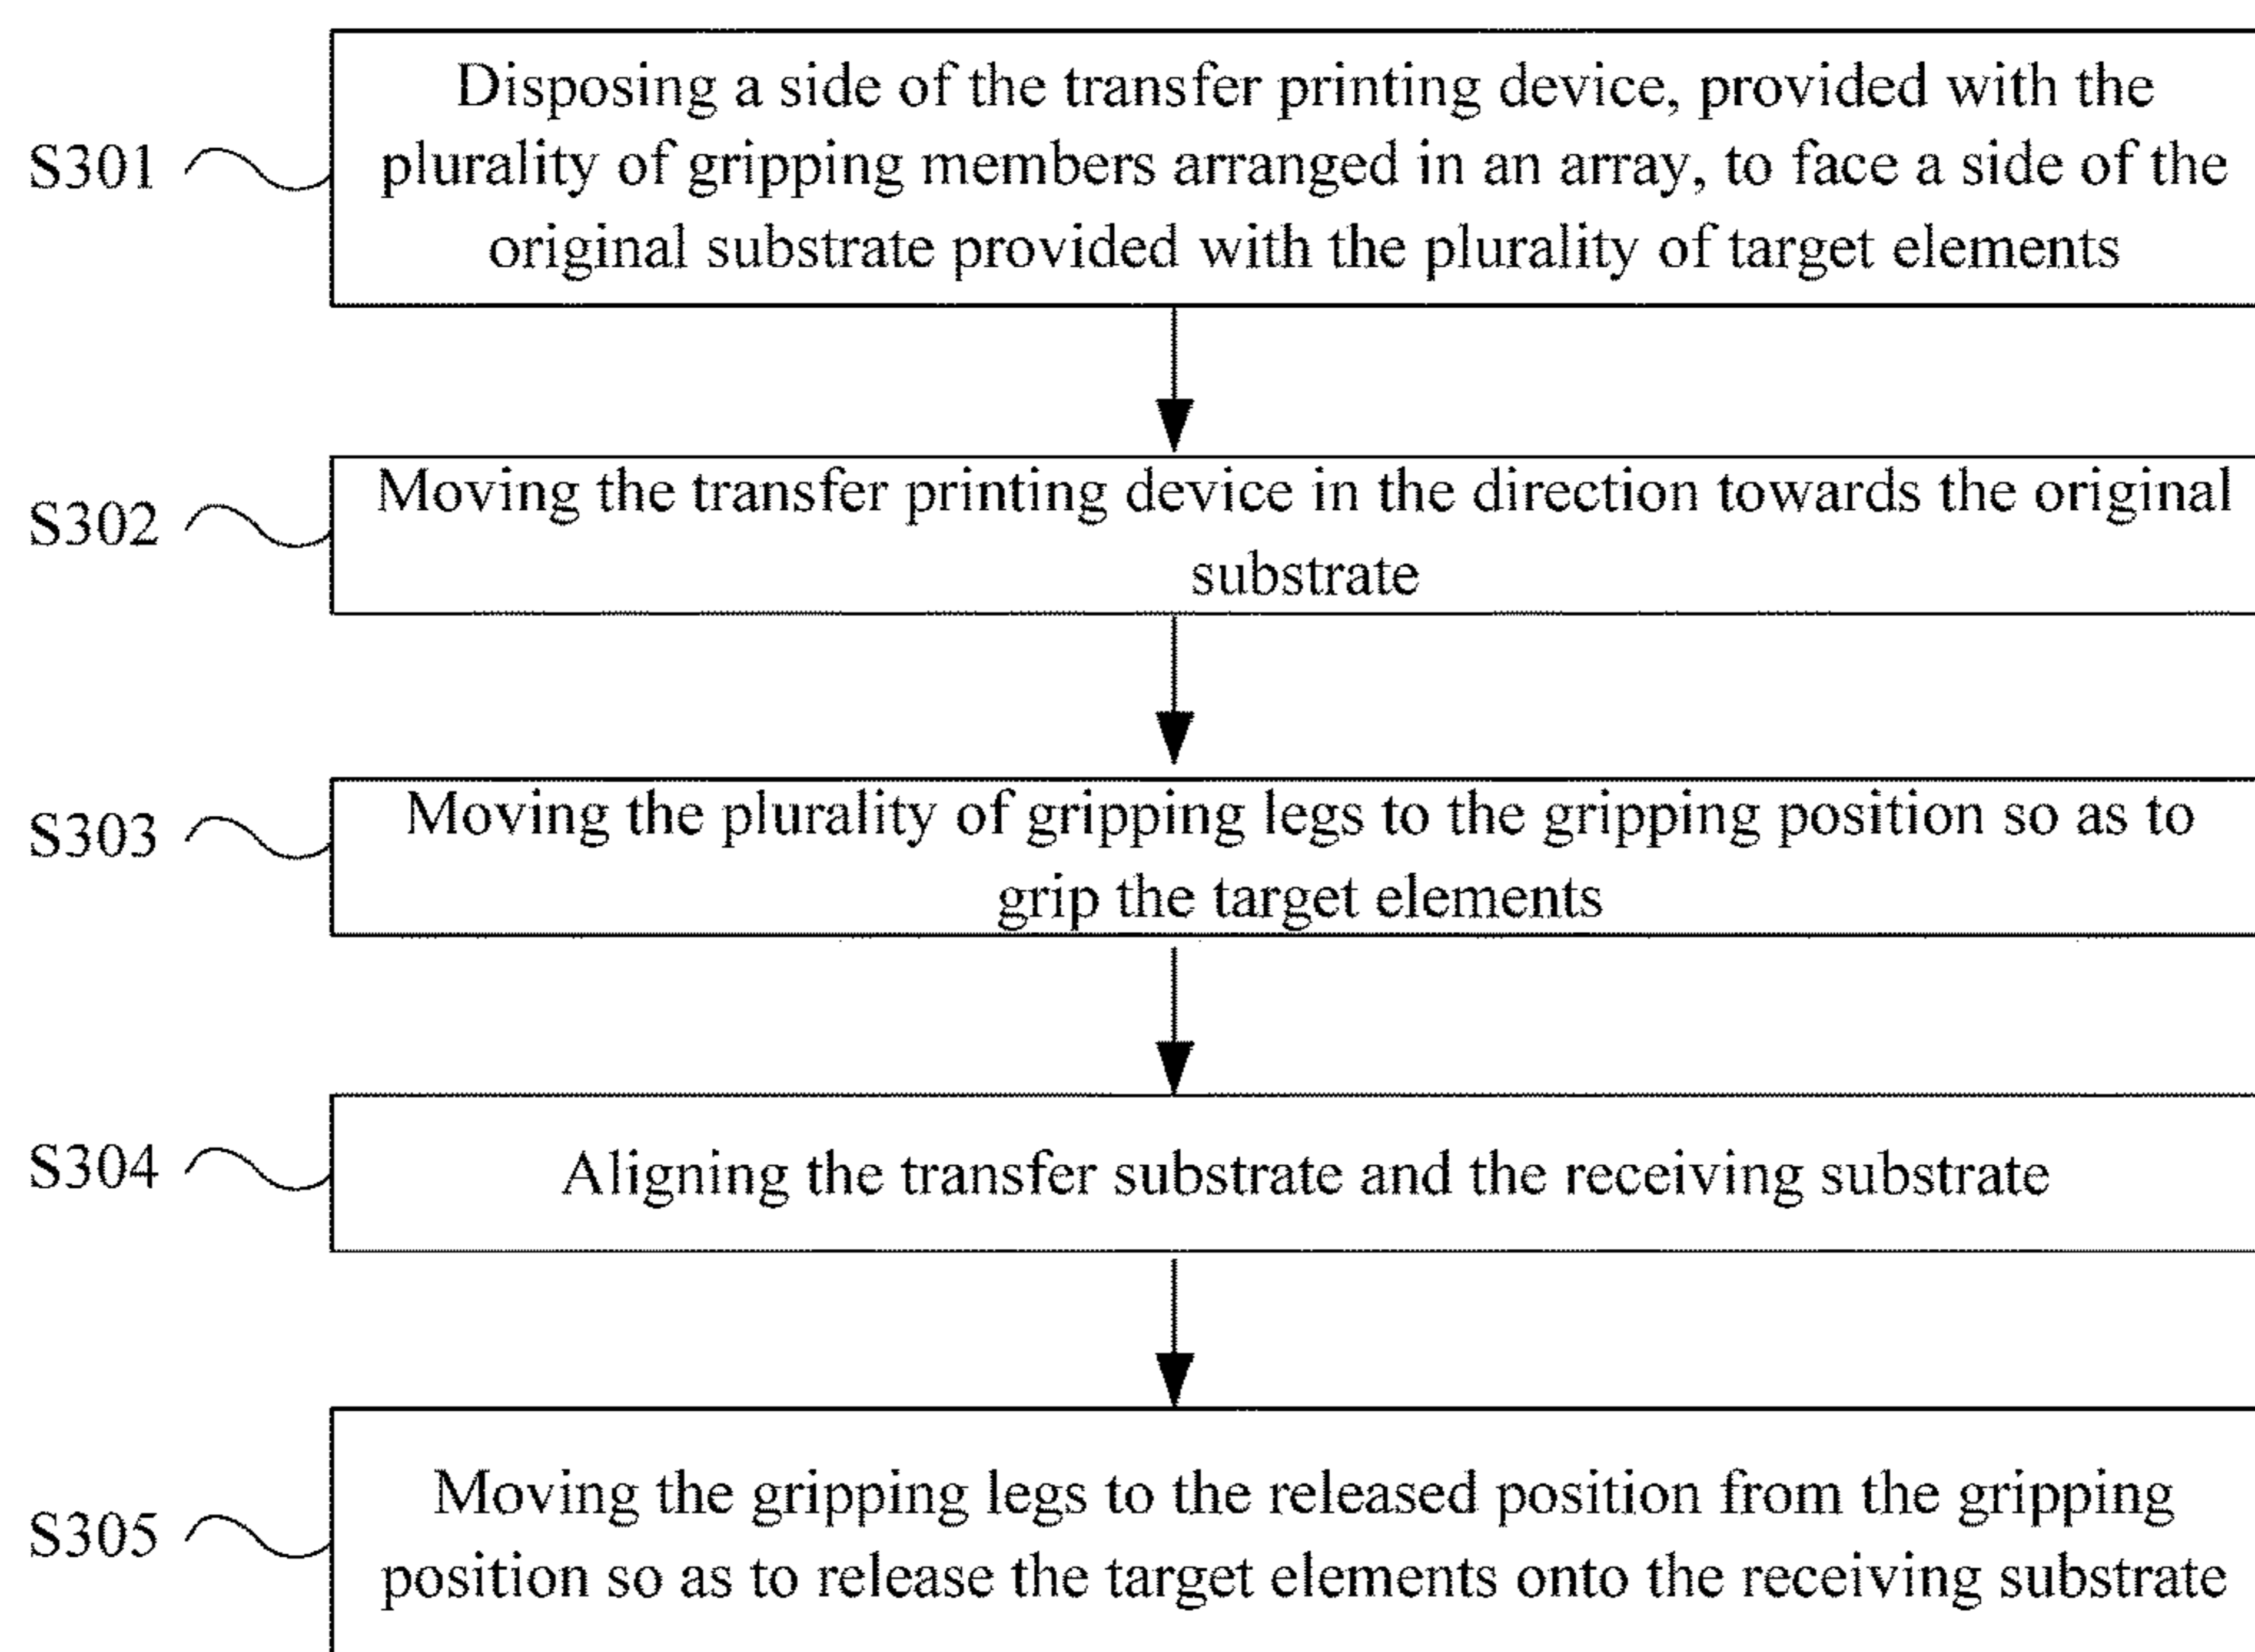 Disposing a side of the transfer printing device, provided with the
S301 plurality of gripping members arranged in an array, to face a side of the
original substrate provided with the plurality of target elements
S302 Moving the transfer printing device in the direction towards the original
substrate
S303 Moving the plurality of gripping legs to the gripping position so as to
grip the target elements
S304 Aligning the transfer substrate and the receiving substrate
S305 Moving the gripping legs to the released position from the gripping
position so as to release the target elements onto the receiving substrate